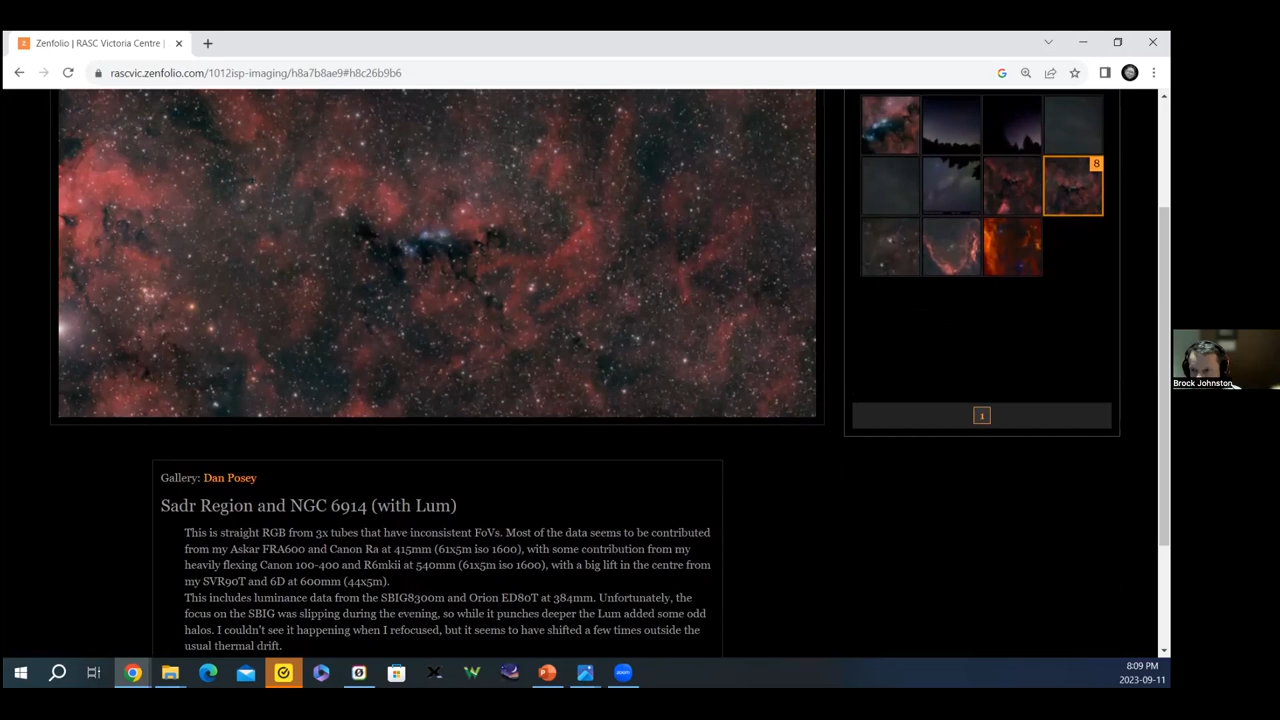 Zenfolio | RASC Victoria Centre |
rascvic.zenfolio.com/1012isp-imaging/h8a7b8ae9#h8c26b9b6
8
1
Brock Johnston
Gallery: Dan Posey
Sadr Region and NGC 6914 (with Lum)
This is straight RGB from 3x tubes that have inconsistent FoVs. Most of the data seems to be contributed
from my Askar FRA600 and Canon Ra at 415mm (61x5m iso 1600), with some contribution from my
heavily flexing Canon 100-400 and R6mkii at 540mm (61x5m iso 1600), with a big lift in the centre from
my SVR90T and 6D at 600mm (44x5m).
This includes luminance data from the SBIG8300m and Orion ED80T at 384mm. Unfortunately, the
focus on the SBIG was slipping during the evening, so while it punches deeper the Lum added some odd
halos. I couldn't see it happening when I refocused, but it seems to have shifted a few times outside the
usual thermal drift.
8:09 PM
2023-09-11